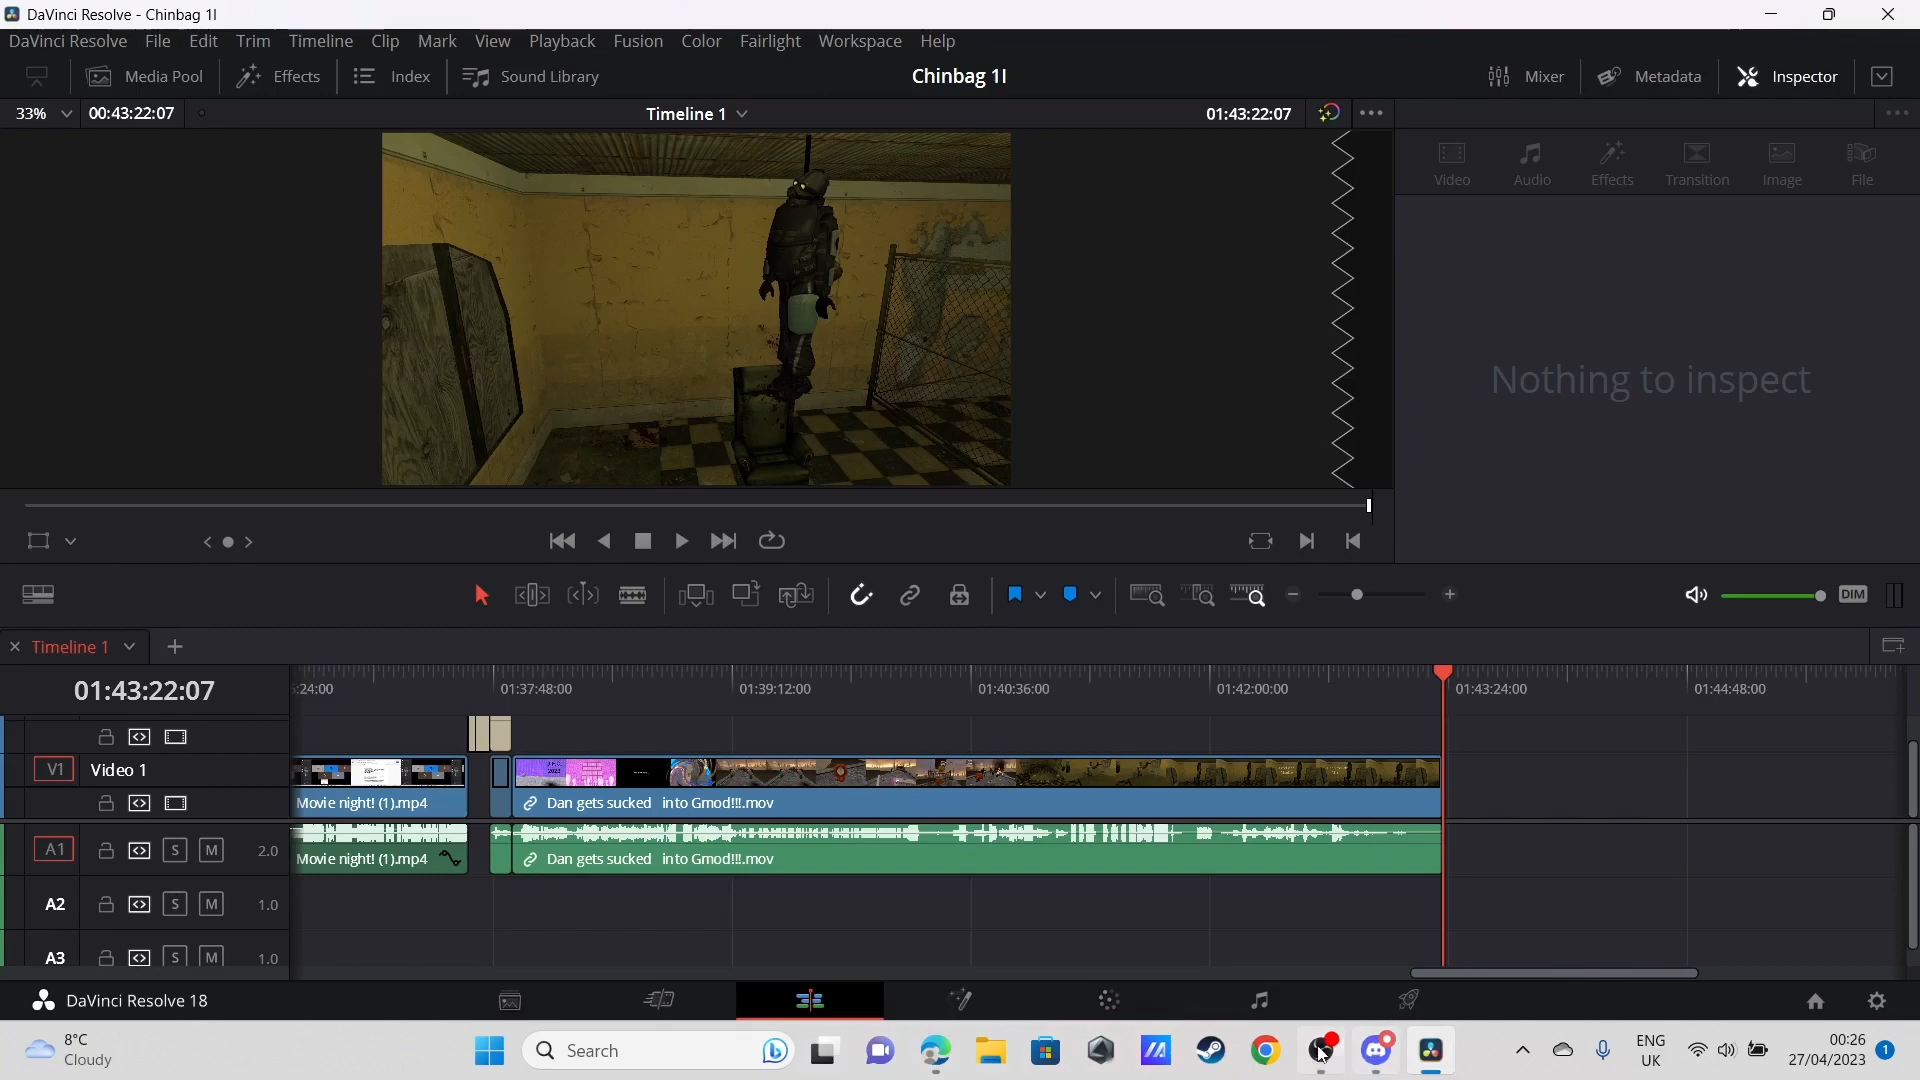 DaVinci Resolve - Chinbag 1I
DaVinci Resolve File Edit Trim Timeline Clip Mark View Playback Fusion Color Fairlight Workspace Help
Media Pool Effects Index Sound Library Chinbag 1I Mixer Metadata Inspector
33% 00:43:22:07 Timeline 1 01:43:22:07
Video Audio Effects Transition Image File
Nothing to inspect
DIM
Timeline 1
01:43:22:07 :24:00 01:37:48:00 01:39:12:00 01:40:36:00 01:42:00:00 01:43:24:00 01:44:48:00
V1 Video 1
Movie night! (1).mp4 Dan gets sucked into Gmod!!!.mov
A1 S M 2.0 Movie night! (1).mp4 Dan gets sucked into Gmod!!!.mov
A2 S M 1.0
A3 S M 1.0
DaVinci Resolve 18
8°C
Cloudy
Search
ENG
UK
00:26
27/04/2023
1